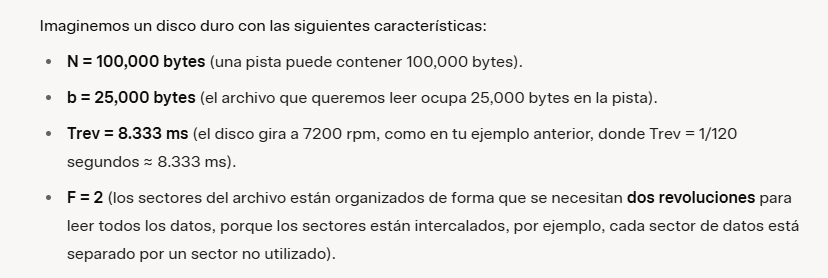 Imaginemos un disco duro con las siguientes características:
• N = 100,000 bytes (una pista puede contener 100,000 bytes).
• b = 25,000 bytes (el archivo que queremos leer ocupa 25,000 bytes en la pista).
• Trev = 8.333 ms (el disco gira a 7200 rpm, como en tu ejemplo anterior, donde Trev = 1/120
segundos ≈ 8.333 ms).
• F = 2 (los sectores del archivo están organizados de forma que se necesitan dos revoluciones para
leer todos los datos, porque los sectores están intercalados, por ejemplo, cada sector de datos está
separado por un sector no utilizado).